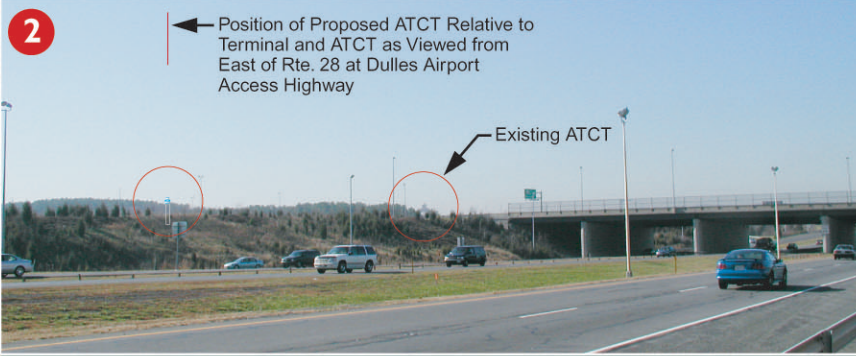 2
Position of Proposed ATCT Relative to
Terminal and ATCT as Viewed from
East of Rte. 28 at Dulles Airport
Access Highway
Existing ATCT